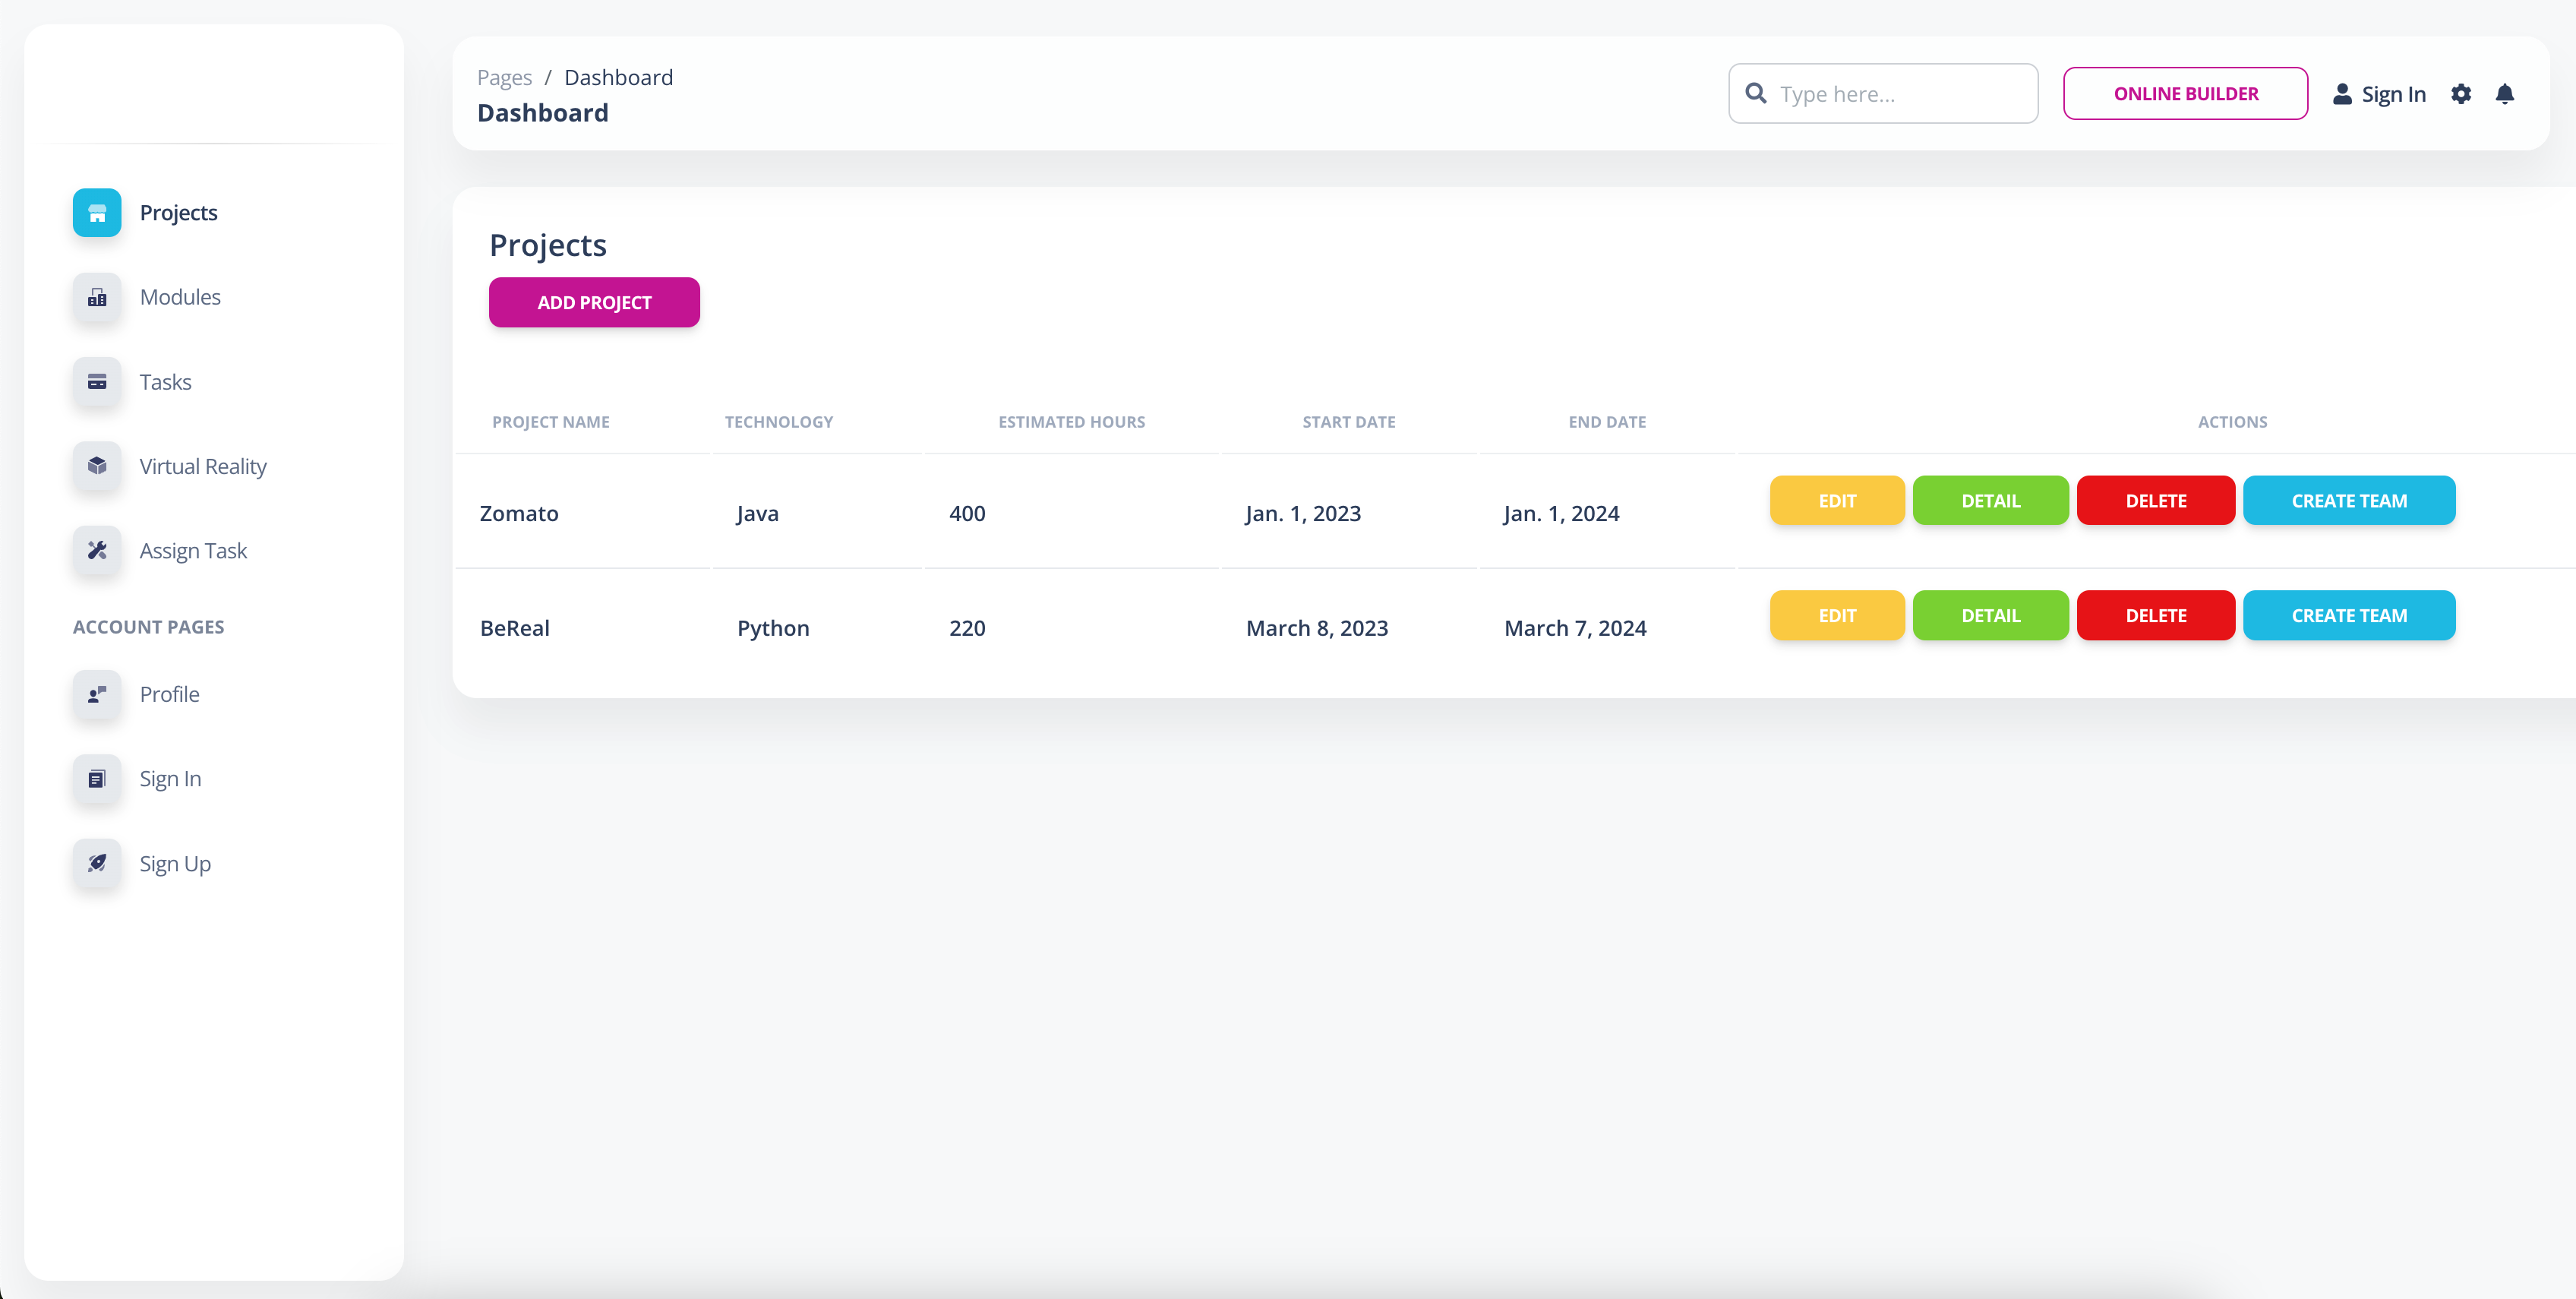 Projects
Modules
Tasks
Virtual Reality
Assign Task
ACCOUNT PAGES
Profile
Sign In
Sign Up
Pages / Dashboard
Dashboard
Type here...
ONLINE BUILDER
Sign In
Projects
ADD PROJECT
PROJECT NAME TECHNOLOGY ESTIMATED HOURS START DATE END DATE ACTIONS
Zomato Java 400 Jan. 1, 2023 Jan. 1, 2024 EDIT DETAIL DELETE CREATE TEAM
BeReal Python 220 March 8, 2023 March 7, 2024 EDIT DETAIL DELETE CREATE TEAM